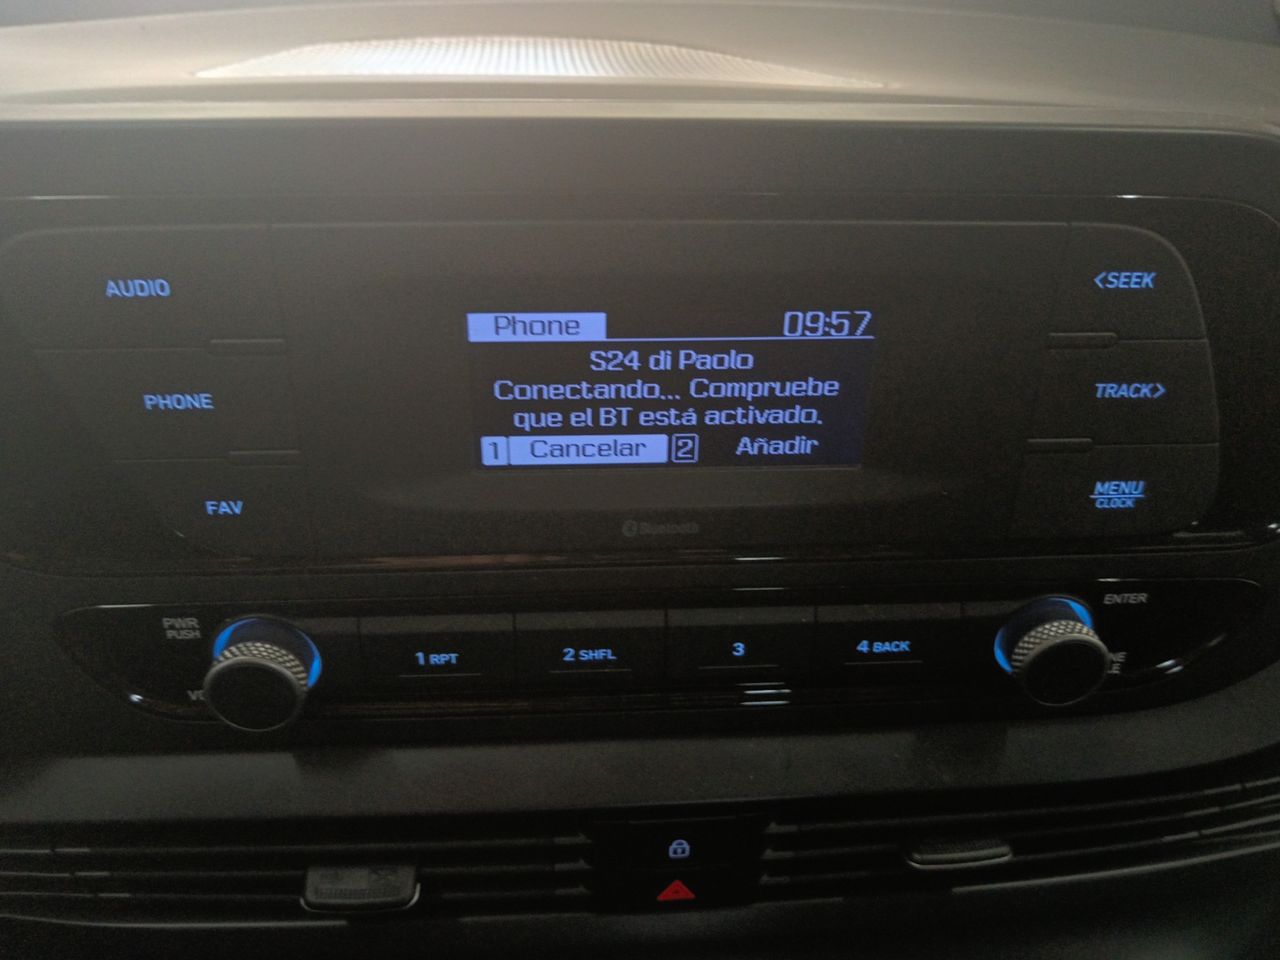 AUDIO
PHONE
FAV
Phone 09:57
S24 di Paolo
Conectando... Compruebe
que el BT está activado.
1 Cancelar 2 Añadir
Bluetooth
<SEEK
TRACK>
MENU
CLOCK
PWR
PUSH
1 RPT
2 SHFL
3
4 BACK
ENTER